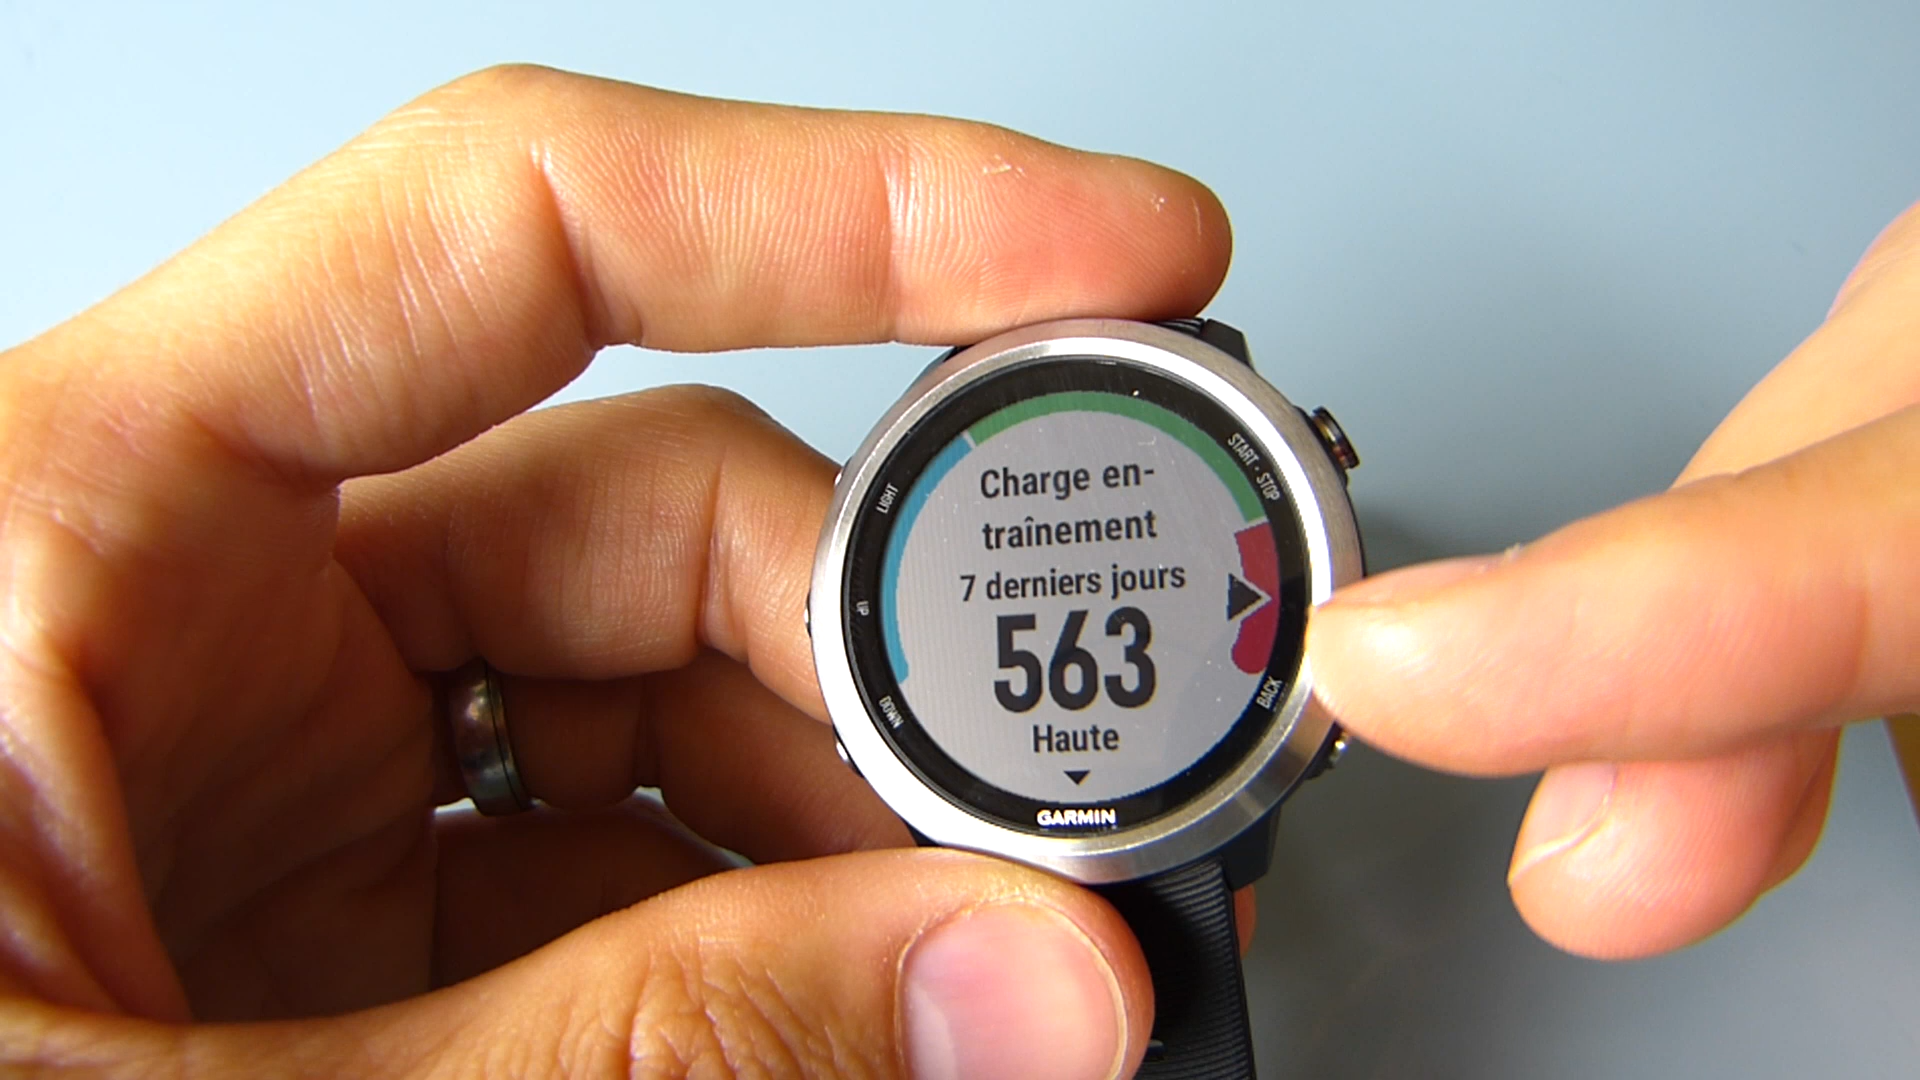 LIGHT
START · STOP
Charge en-
traînement
7 derniers jours
UP
563
DOWN
BACK
Haute
GARMIN